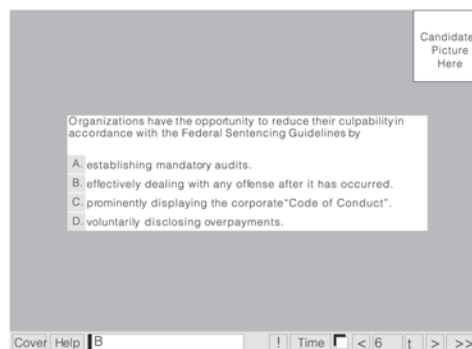 Candidate
Picture
Here
Organizations have the opportunity to reduce their culpability in
accordance with the Federal Sentencing Guidelines by
A. establishing mandatory audits.
B. effectively dealing with any offense after it has occurred.
C. prominently displaying the corporate "Code of Conduct".
D. voluntarily disclosing overpayments.
Cover Help B ! Time < 6 t > >>